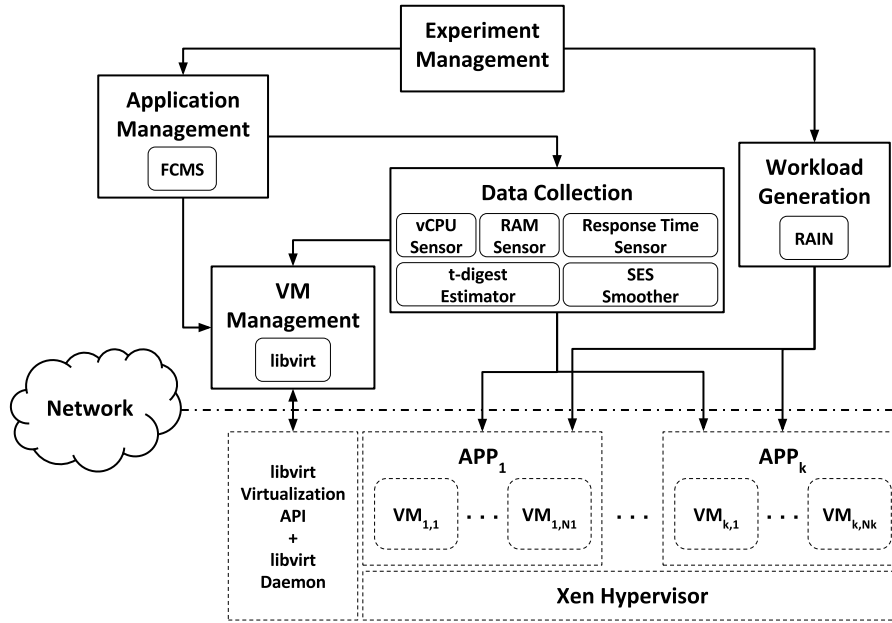 Experiment
Management
Application
Management
FCMS
Workload
Generation
RAIN
Data Collection
vCPU
Sensor
RAM
Sensor
Response Time
Sensor
t-digest
Estimator
SES
Smoother
VM
Management
libvirt
Network
libvirt
Virtualization
API
+
libvirt
Daemon
APP1
VM1,1
. . .
VM1,N1
. . .
APPk
VMk,1
. . .
VMk,Nk
Xen Hypervisor